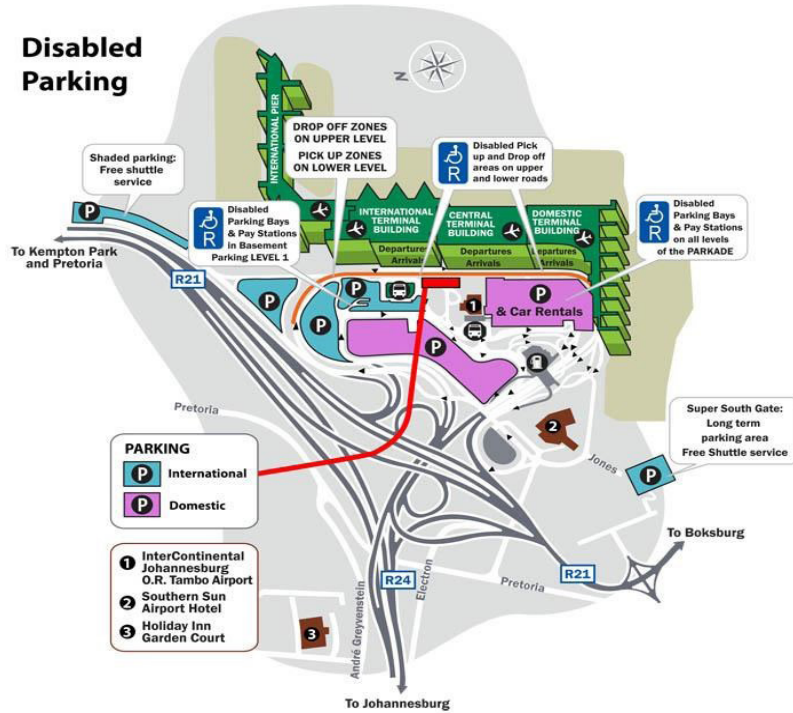 Disabled
Parking
N
INTERNATIONAL PIER
DROP OFF ZONES
ON UPPER LEVEL
PICK UP ZONES
ON LOWER LEVEL
R
Disabled Pick
up and Drop off
areas on upper
and lower roads
Shaded parking:
Free shuttle
service
P
To Kempton Park
and Pretoria
R
Disabled
Parking Bays
& Pay Stations
in Basement
Parking LEVEL 1
INTERNATIONAL
TERMINAL
BUILDING
CENTRAL
TERMINAL
BUILDING
DOMESTIC
TERMINAL
BUILDING
R
Disabled
Parking Bays
& Pay Stations
on all levels
of the PARKADE
Departures
Arrivals
Departures
Arrivals
Departures
Arrivals
R21
P
P
P
1
P
& Car Rentals
P
2
Pretoria
Super South Gate:
Long term
parking area
Free Shuttle service
Jones
P
PARKING
P International
P Domestic
To Boksburg
1 InterContinental
Johannesburg
O.R. Tambo Airport
2 Southern Sun
Airport Hotel
3 Holiday Inn
Garden Court
R24
R21
Pretoria
Electron
André Greyvenstein
3
To Johannesburg